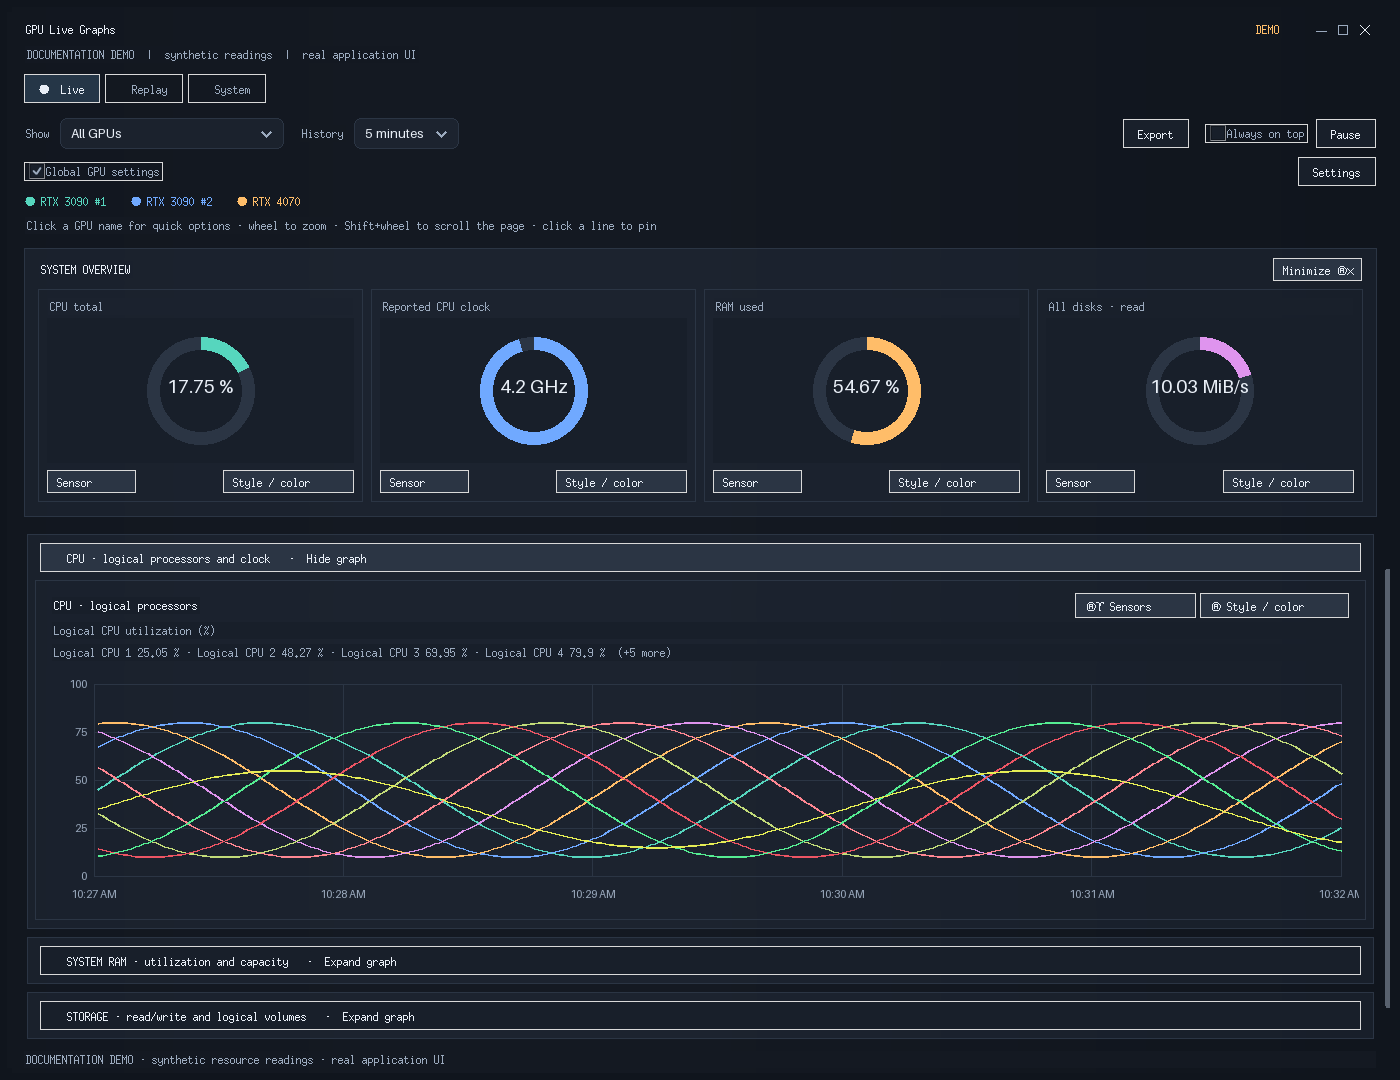 GPU Live Graphs
DEMO
DOCUMENTATION DEMO | synthetic readings | real application UI
Live Replay System
Show All GPUs History 5 minutes
Export Always on top Pause
Global GPU settings
Settings
RTX 3090 #1 RTX 3090 #2 RTX 4070
Click a GPU name for quick options · wheel to zoom · Shift+wheel to scroll the page · click a line to pin
SYSTEM OVERVIEW
Minimize
CPU total Reported CPU clock RAM used All disks · read
17.75 % 4.2 GHz 54.67 % 10.03 MiB/s
Sensor Style / color Sensor Style / color Sensor Style / color Sensor Style / color
CPU · logical processors and clock · Hide graph
CPU · logical processors
Sensors Style / color
Logical CPU utilization (%)
Logical CPU 1 25,05 % · Logical CPU 2 48,27 % · Logical CPU 3 69,95 % · Logical CPU 4 79,9 % (+5 more)
100
75
50
25
0
10:27 AM 10:28 AM 10:29 AM 10:30 AM 10:31 AM 10:32 AM
SYSTEM RAM · utilization and capacity · Expand graph
STORAGE · read/write and logical volumes · Expand graph
DOCUMENTATION DEMO · synthetic resource readings · real application UI